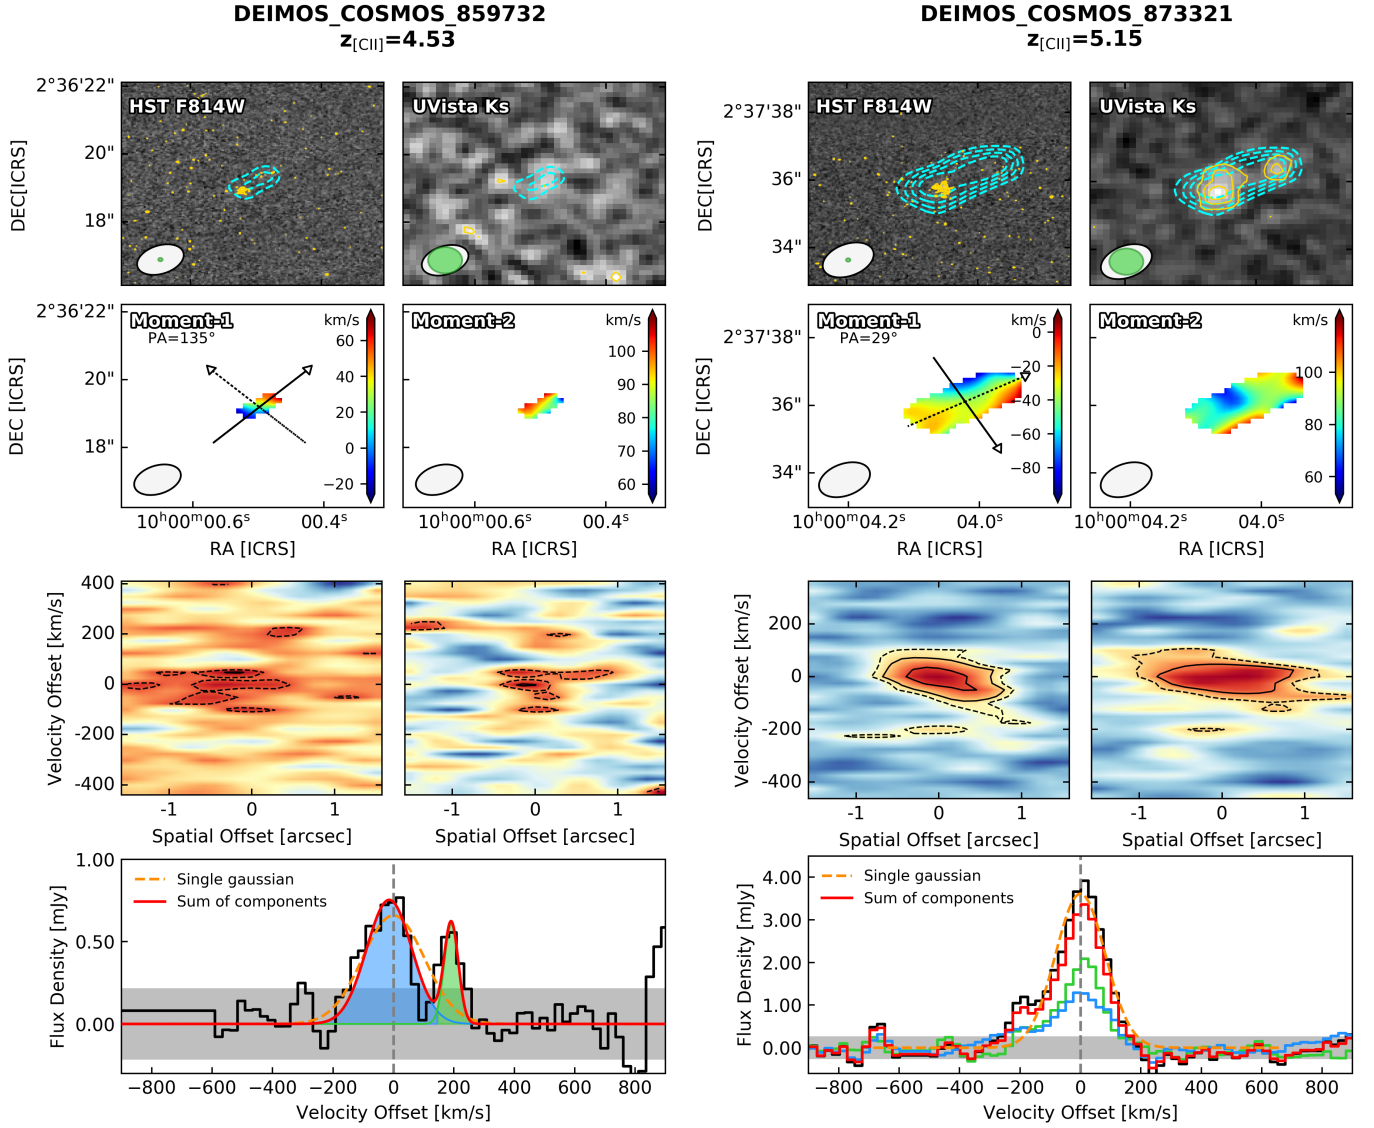 DEIMOS_COSMOS_859732
z[CII]=4.53
2°36'22"
20"
18"
DEC[ICRS]
HST F814W
UVista Ks
2°36'22"
20"
18"
DEC [ICRS]
Moment-1
PA=135°
km/s
60
40
20
0
−20
Moment-2
km/s
100
90
80
70
60
10h00m00.6s
00.4s
10h00m00.6s
00.4s
RA [ICRS]
RA [ICRS]
400
200
0
-200
-400
Velocity Offset [km/s]
-1
0
1
-1
0
1
Spatial Offset [arcsec]
Spatial Offset [arcsec]
1.00
0.50
0.00
Flux Density [mJy]
Single gaussian
Sum of components
−800
−600
−400
−200
0
200
400
600
800
Velocity Offset [km/s]
DEIMOS_COSMOS_873321
z[CII]=5.15
2°37'38"
36"
34"
DEC[ICRS]
HST F814W
UVista Ks
2°37'38"
36"
34"
DEC [ICRS]
Moment-1
PA=29°
km/s
0
−20
−40
−60
−80
Moment-2
km/s
100
80
60
10h00m04.2s
04.0s
10h00m04.2s
04.0s
RA [ICRS]
RA [ICRS]
200
0
-200
-400
Velocity Offset [km/s]
-1
0
1
-1
0
1
Spatial Offset [arcsec]
Spatial Offset [arcsec]
4.00
3.00
2.00
1.00
0.00
Flux Density [mJy]
Single gaussian
Sum of components
−800
−600
−400
−200
0
200
400
600
800
Velocity Offset [km/s]